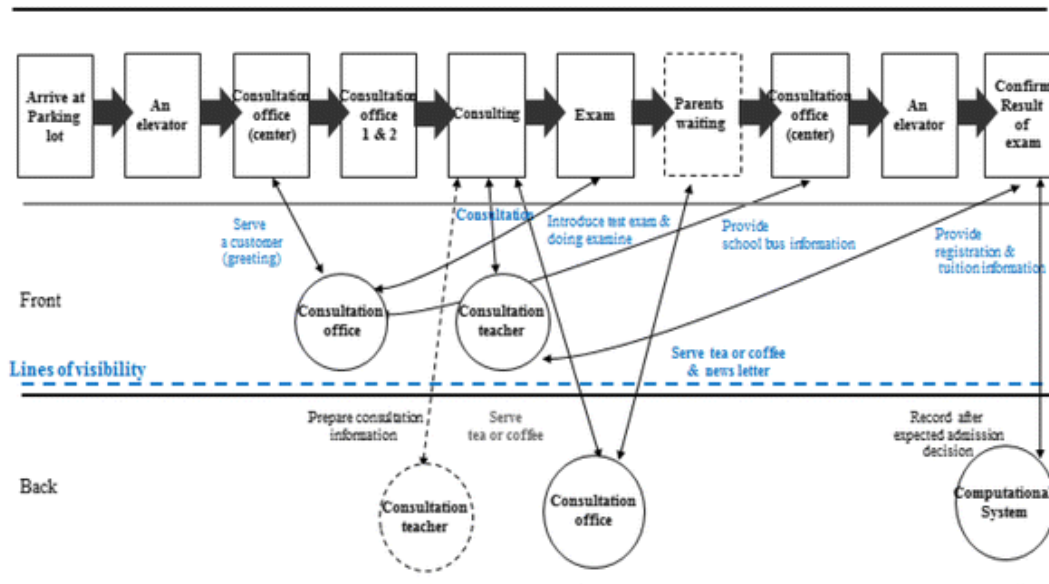 Arrive at
Parking
lot
An
elevator
Consultation
office
(center)
Consultation
office
1 & 2
Consulting
Exam
Parents
waiting
Consultation
office
(center)
An
elevator
Confirm
Result
of
exam
Serve
a customer
(greeting)
Consultation
Introduce test exam &
doing examine
Provide
school bus information
Provide
registration &
tuition information
Front
Consultation
office
Consultation
teacher
Lines of visibility
Serve tea or coffee
& news letter
Prepare consultation
information
Serve
tea or coffee
Record after
expected admission
decision
Back
Consultation
teacher
Consultation
office
Computational
System